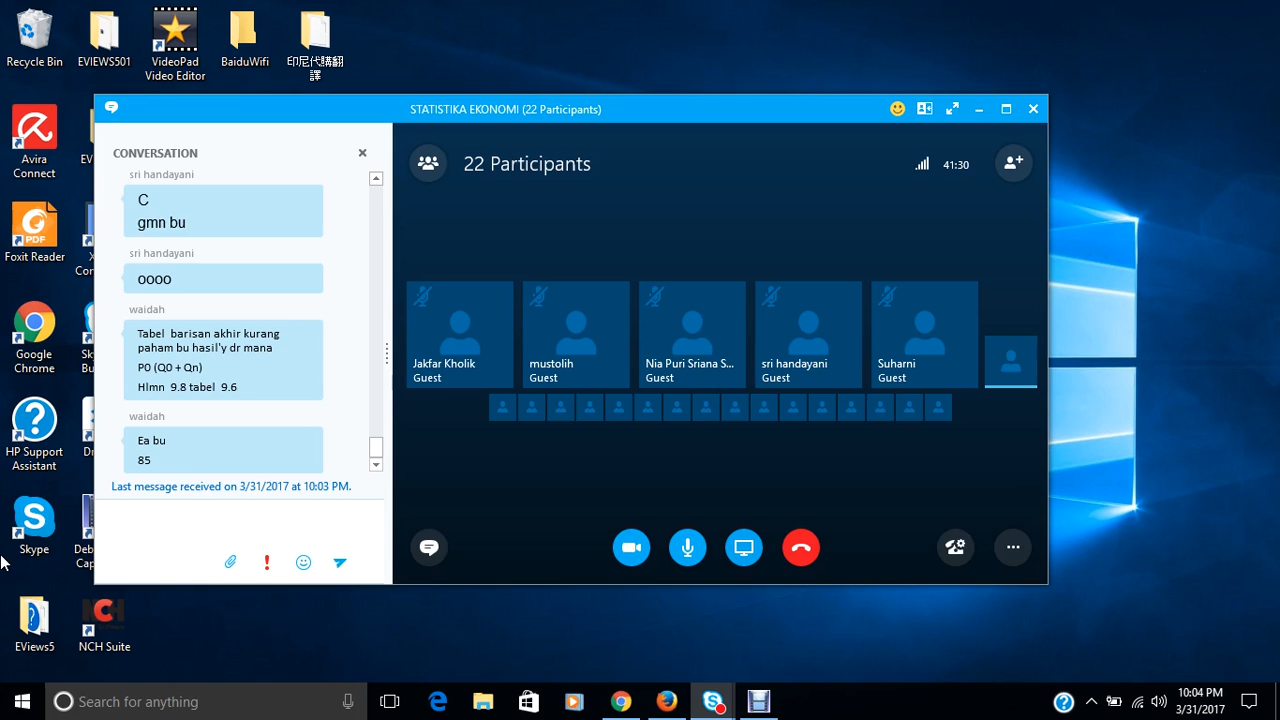 Recycle Bin
EVIEWS501
VideoPad
Video Editor
BaiduWifi
印尼代購翻
譯
Avira
Connect
Foxit Reader
Google
Chrome
HP Support
Assistant
Skype
EViews5
NCH Suite
STATISTIKA EKONOMI (22 Participants)
CONVERSATION
sri handayani
C
gmn bu
sri handayani
oooo
waidah
Tabel barisan akhir kurang
paham bu hasil'y dr mana
P0 (Q0 + Qn)
Hlmn 9.8 tabel 9.6
waidah
Ea bu
85
Last message received on 3/31/2017 at 10:03 PM.
22 Participants
41:30
Jakfar Kholik
Guest
mustolih
Guest
Nia Puri Sriana S...
Guest
sri handayani
Guest
Suharni
Guest
Search for anything
10:04 PM
3/31/2017